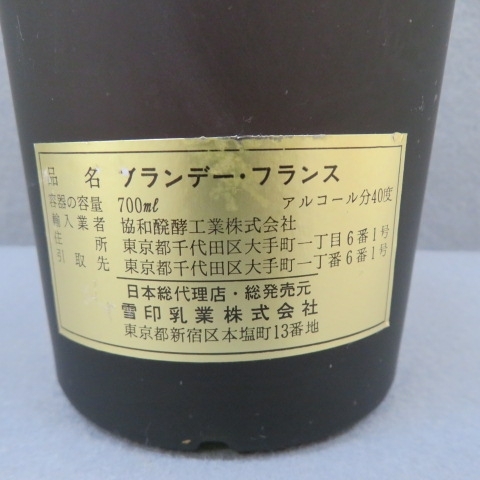 品名 ブランデー・フランス
容器の容量 700ml アルコール分40度
輸入業者 協和醗酵工業株式会社
住所 東京都千代田区大手町一丁目6番1号
引取先 東京都千代田区大手町一丁番6番1号
日本総代理店・総発売元
雪印乳業株式会社
東京都新宿区本塩町13番地